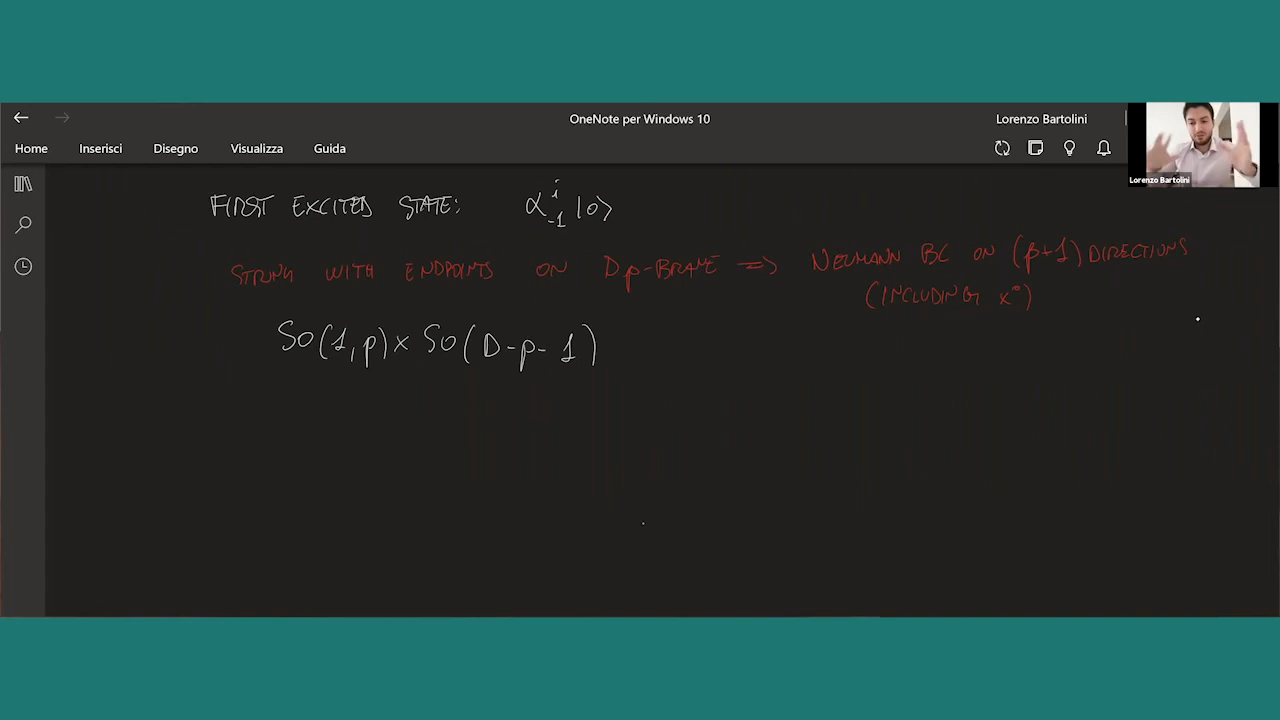 OneNote per Windows 10
Lorenzo Bartolini
Home Inserisci Disegno Visualizza Guida
Lorenzo Bartolini
FIRST EXCITED STATE: α^i_{-1} |0>
STRING WITH ENDPOINTS ON Dp-BRANE => NEUMANN BC ON (p+1) DIRECTIONS
(INCLUDING x^0)
SO(1,p) × SO(D-p-1)